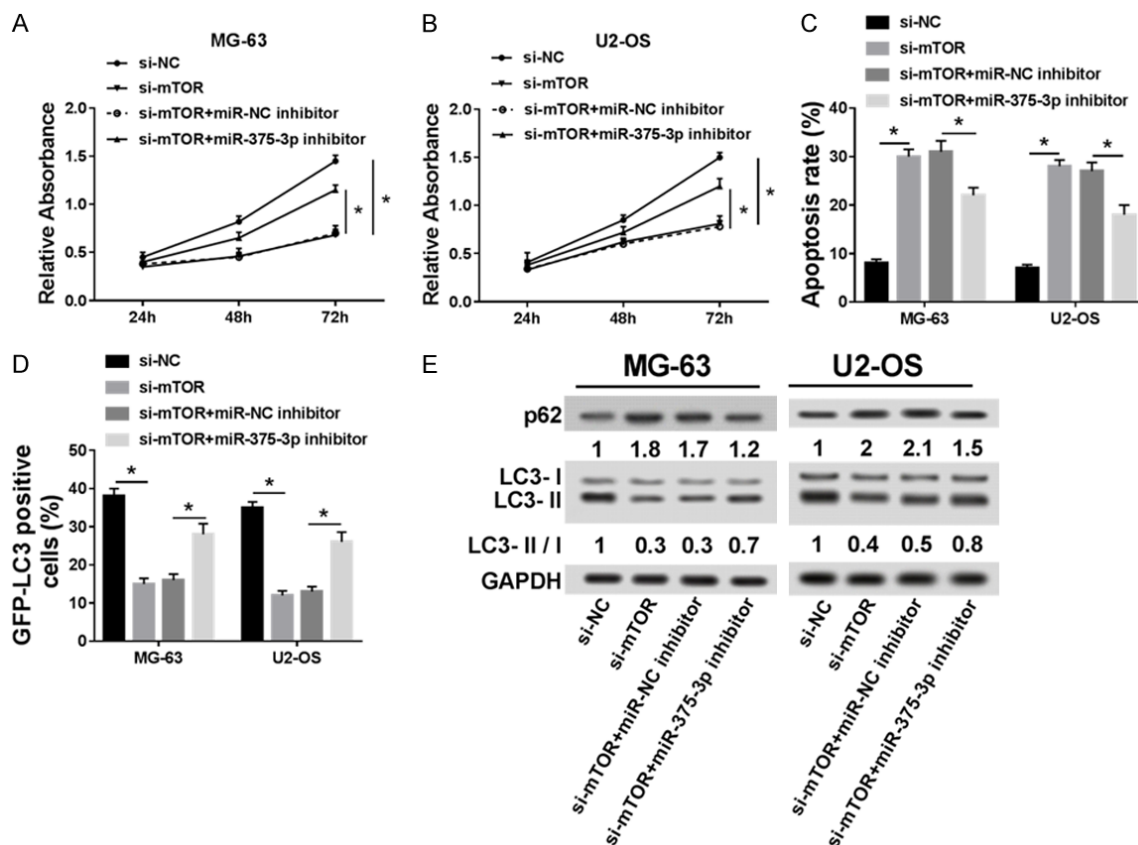 A
MG-63
si-NC
si-mTOR
si-mTOR+miR-NC inhibitor
si-mTOR+miR-375-3p inhibitor
Relative Absorbance
2.0
1.5
1.0
0.5
0.0
24h 48h 72h
*
*
B
U2-OS
si-NC
si-mTOR
si-mTOR+miR-NC inhibitor
si-mTOR+miR-375-3p inhibitor
Relative Absorbance
2.0
1.5
1.0
0.5
0.0
24h 48h 72h
*
*
C
si-NC
si-mTOR
si-mTOR+miR-NC inhibitor
si-mTOR+miR-375-3p inhibitor
Apoptosis rate (%)
40
30
20
10
0
* * * *
MG-63 U2-OS
D
si-NC
si-mTOR
si-mTOR+miR-NC inhibitor
si-mTOR+miR-375-3p inhibitor
GFP-LC3 positive
cells (%)
50
40
30
20
10
0
* * * *
MG-63 U2-OS
E
MG-63 U2-OS
p62
1 1.8 1.7 1.2 1 2 2.1 1.5
LC3- I
LC3- II
LC3- II / I 1 0.3 0.3 0.7 1 0.4 0.5 0.8
GAPDH
si-NC
si-mTOR
si-mTOR+miR-NC inhibitor
si-mTOR+miR-375-3p inhibitor
si-NC
si-mTOR
si-mTOR+miR-NC inhibitor
si-mTOR+miR-375-3p inhibitor